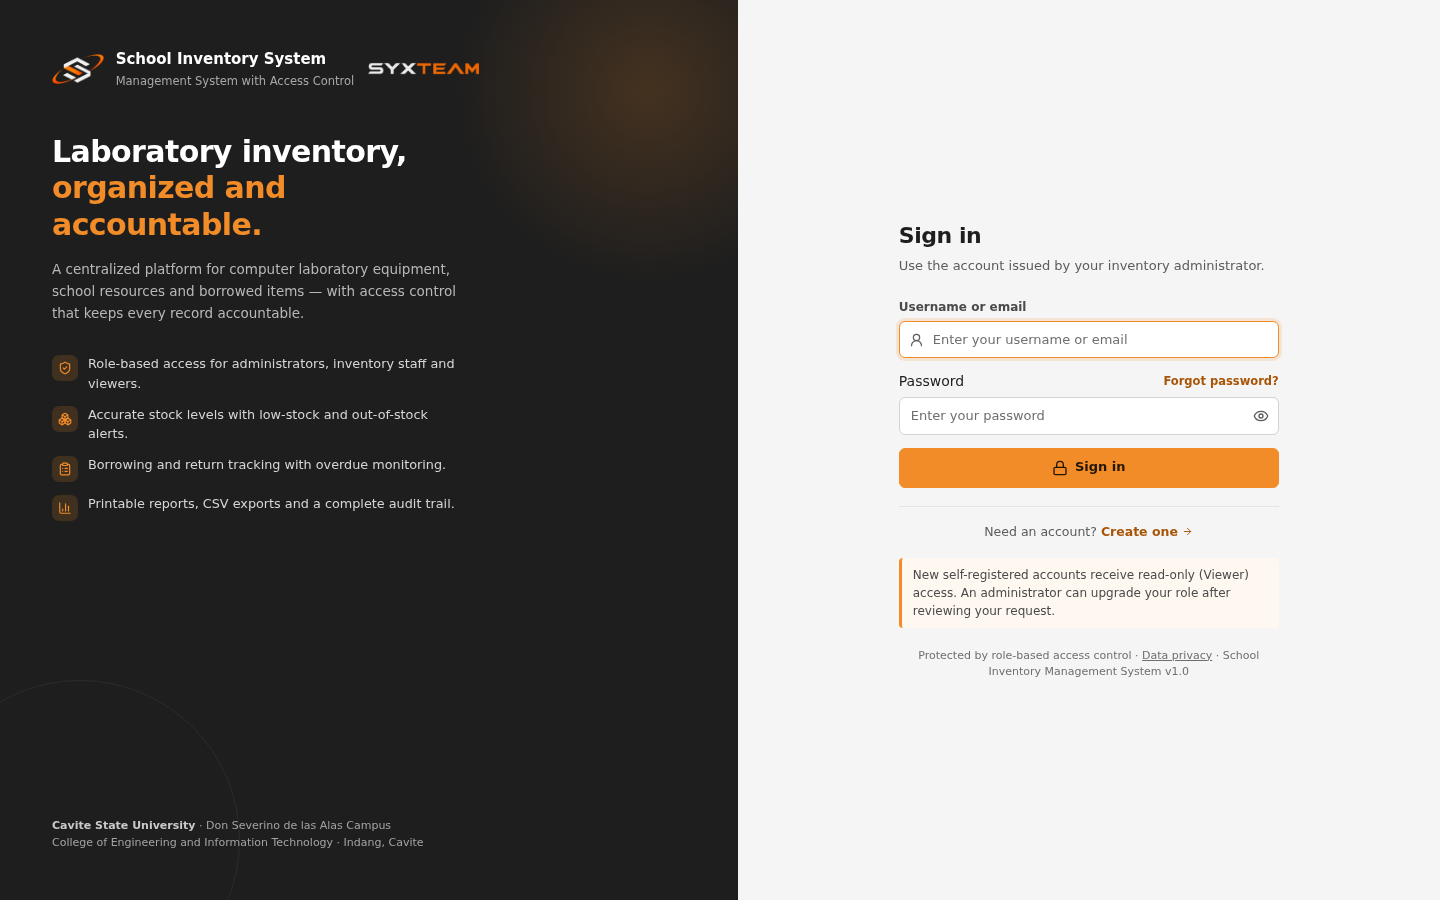 School Inventory System
Management System with Access Control
SYXTEAM
Laboratory inventory,
organized and
accountable.
A centralized platform for computer laboratory equipment,
school resources and borrowed items — with access control
that keeps every record accountable.
Role-based access for administrators, inventory staff and
viewers.
Accurate stock levels with low-stock and out-of-stock
alerts.
Borrowing and return tracking with overdue monitoring.
Printable reports, CSV exports and a complete audit trail.
Cavite State University · Don Severino de las Alas Campus
College of Engineering and Information Technology · Indang, Cavite
Sign in
Use the account issued by your inventory administrator.
Username or email
Enter your username or email
Password
Forgot password?
Enter your password
Sign in
Need an account? Create one →
New self-registered accounts receive read-only (Viewer)
access. An administrator can upgrade your role after
reviewing your request.
Protected by role-based access control · Data privacy · School
Inventory Management System v1.0